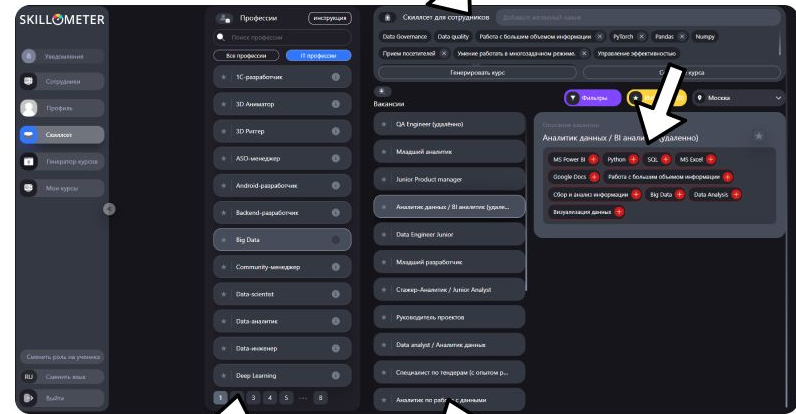 SKILLOMETER
Уведомления
Сотрудники
Профиль
Скиллсет
Генератор курсов
Мои курсы
Сменить роль на ученика
RU Сменить язык
Выйти
Профессии
инструкция
Поиск профессии
Все профессии
IT профессии
1С-разработчик
3D Аниматор
3D Риггер
ASO-менеджер
Android-разработчик
Backend-разработчик
Big Data
Community-менеджер
Data-scientist
Data-аналитик
Data-инженер
Deep Learning
1 3 4 5 ... 8
Скиллсет для сотрудников
Добавьте желаемый навык
Data Governance Data quality Работа с большим объемом информации × PyTorch × Pandas × Numpy
Прием посетителей × Умение работать в многозадачном режиме. × Управление эффективностью
Генерировать курс
курса
Вакансии
Фильтры
Москва
QA Engineer (удалённо)
Младший аналитик
Junior Product manager
Аналитик данных / BI аналитик (удале...
Data Engineer Junior
Младший разработчик
Стажер-Аналитик / Junior Analyst
Руководитель проектов
Data analyst / Аналитик данных
Специалист по тендерам (с опытом р...
Аналитик по работе с данными
Описание вакансии
Аналитик данных / BI аналитик (удаленно)
MS Power BI + Python + SQL + MS Excel +
Google Docs + Работа с большим объемом информации +
Сбор и анализ информации + Big Data + Data Analysis +
Визуализация данных +